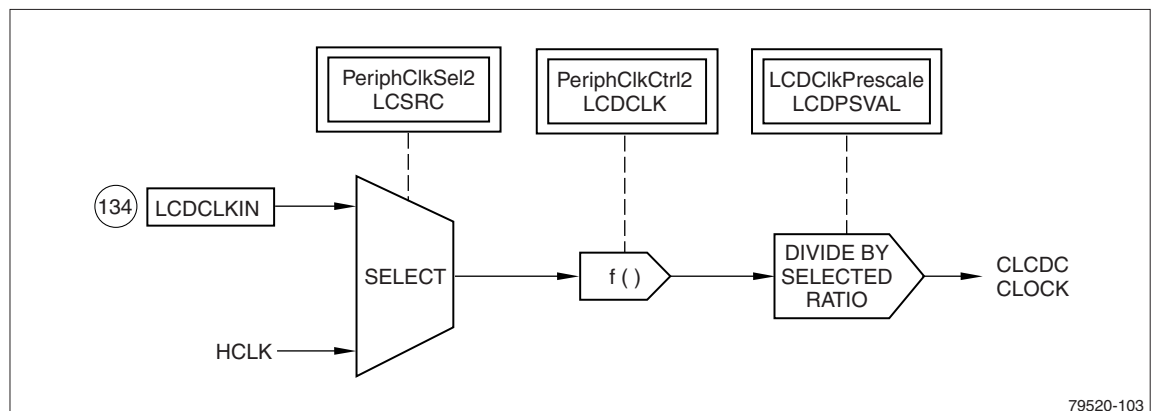 PeriphClkSel2
LCSRC
PeriphClkCtrl2
LCDCLK
LCDClkPrescale
LCDPSVAL
134
LCDCLKIN
SELECT
f ( )
DIVIDE BY
SELECTED
RATIO
CLCDC
CLOCK
HCLK
79520-103